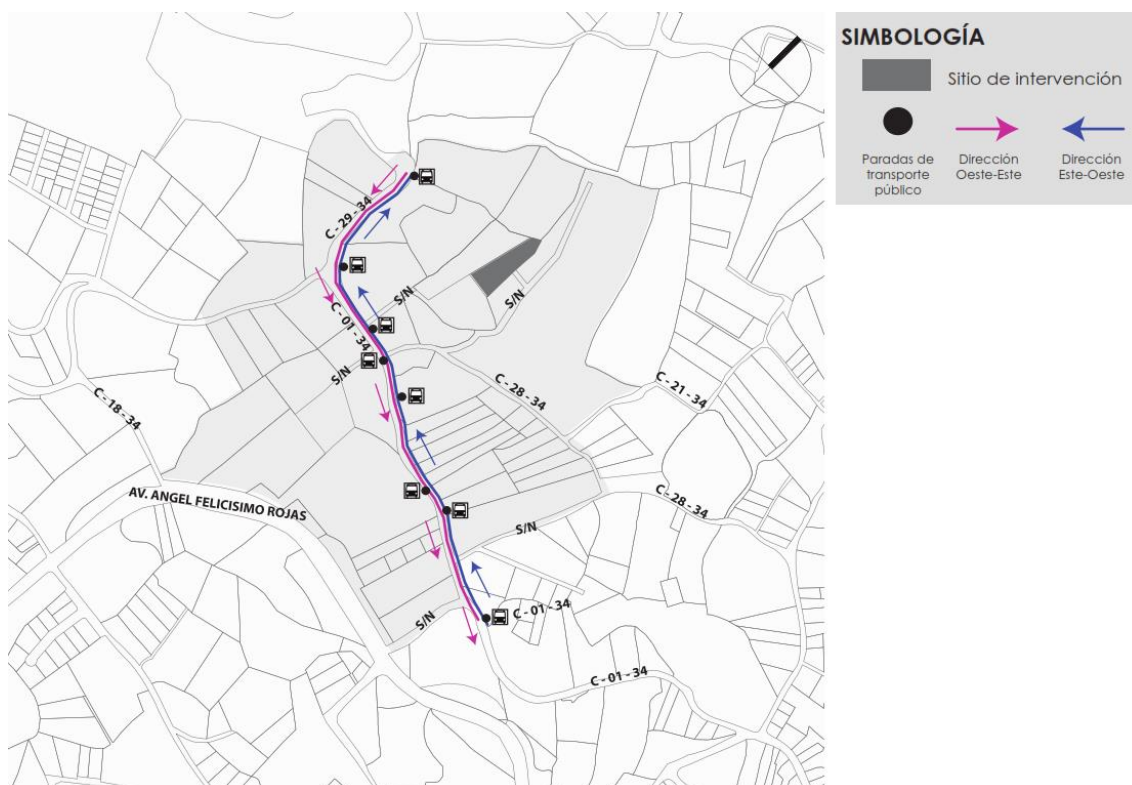 SIMBOLOGÍA
Sitio de intervención
Paradas de
transporte
público
Dirección
Oeste-Este
Dirección
Este-Oeste
C - 29 - 34
S/N
S/N
C - 01 - 34
S/N
C - 28 - 34
C - 21 - 34
C - 18 - 34
AV. ANGEL FELICISIMO ROJAS
C - 28 - 34
S/N
C - 01 - 34
S/N
C - 01 - 34